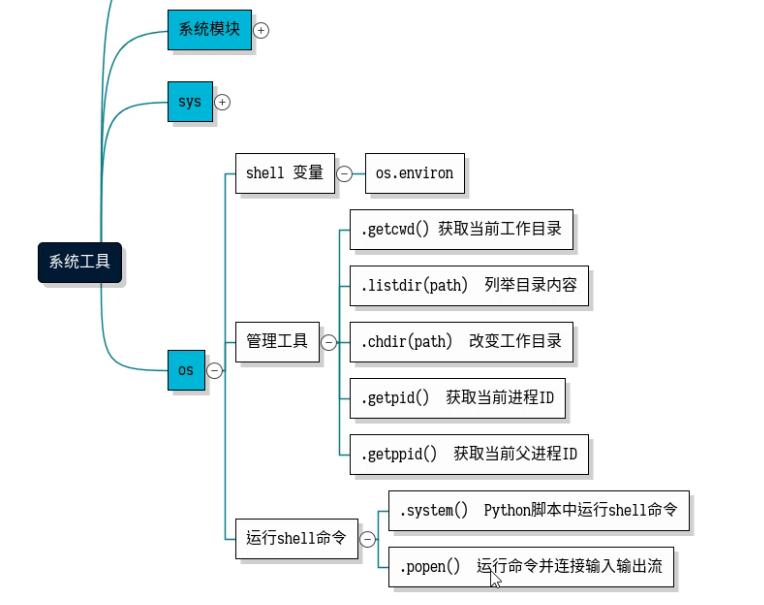 系统模块
sys
shell 变量
os.environ
.getcwd() 获取当前工作目录
系统工具
.listdir(path) 列举目录内容
管理工具
.chdir(path) 改变工作目录
os
.getpid() 获取当前进程ID
.getppid() 获取当前父进程ID
.system() Python脚本中运行shell命令
运行shell命令
.popen() 运行命令并连接输入输出流